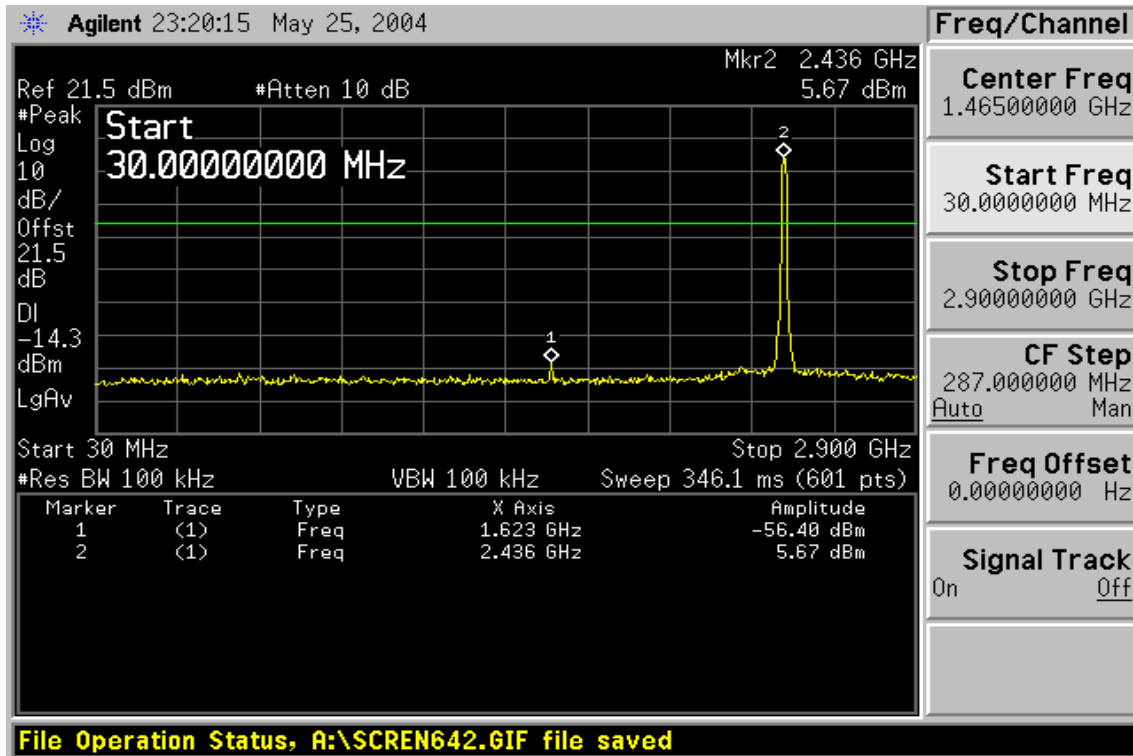 Agilent 23:20:15 May 25, 2004
Mkr2 2.436 GHz
Ref 21.5 dBm #Atten 10 dB 5.67 dBm
#Peak
Log
10
dB/
Offst
21.5
dB
DI
-14.3
dBm
LgAv
Start
30.00000000 MHz
2
1
Start 30 MHz Stop 2.900 GHz
#Res BW 100 kHz VBW 100 kHz Sweep 346.1 ms (601 pts)
Marker Trace Type X Axis Amplitude
1 (1) Freq 1.623 GHz -56.40 dBm
2 (1) Freq 2.436 GHz 5.67 dBm
Freq/Channel
Center Freq
1.46500000 GHz
Start Freq
30.0000000 MHz
Stop Freq
2.90000000 GHz
CF Step
287.000000 MHz
Auto Man
Freq Offset
0.00000000 Hz
Signal Track
On Off
File Operation Status, A:\SCREN642.GIF file saved